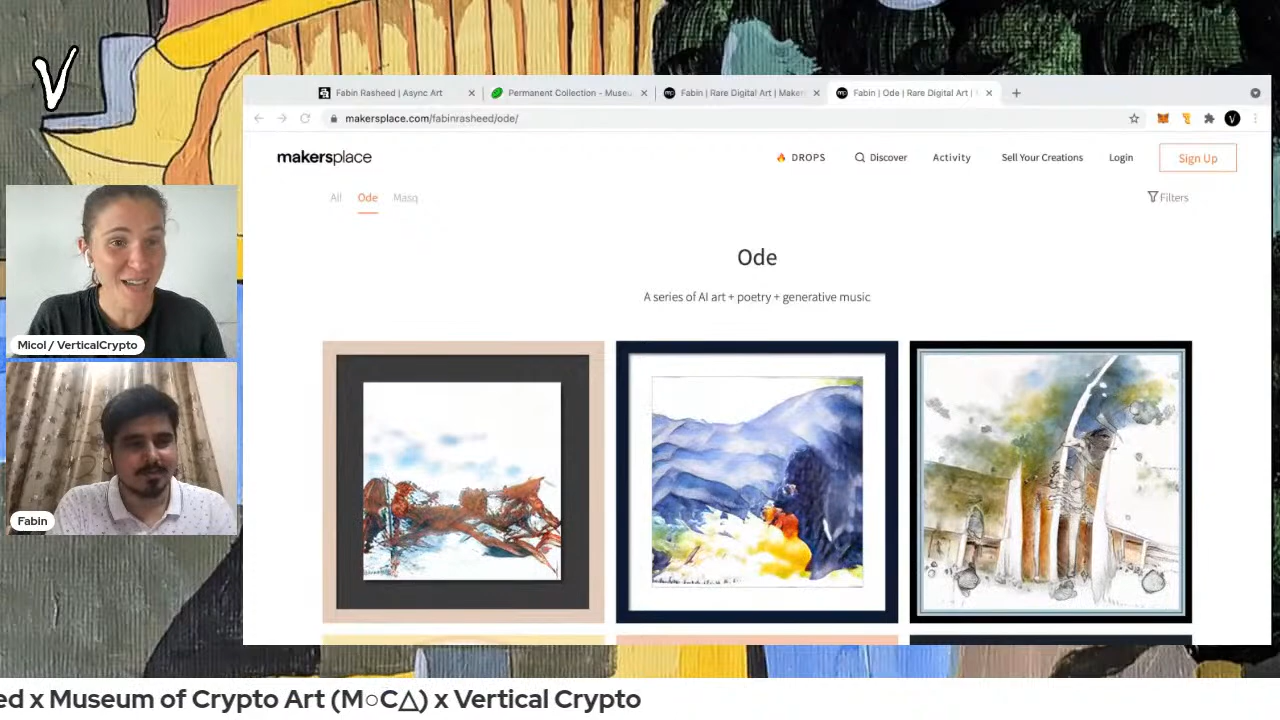 V
Fabin Rasheed | Async Art
Permanent Collection - Museu
Fabin | Rare Digital Art | Maker
Fabin | Ode | Rare Digital Art |
makersplace.com/fabinrasheed/ode/
V
makersplace
DROPS
Discover
Activity
Sell Your Creations
Login
Sign Up
All
Ode
Masq
Filters
Ode
A series of AI art + poetry + generative music
Micol / VerticalCrypto
Fabin
ed x Museum of Crypto Art (M○C△) x Vertical Crypto